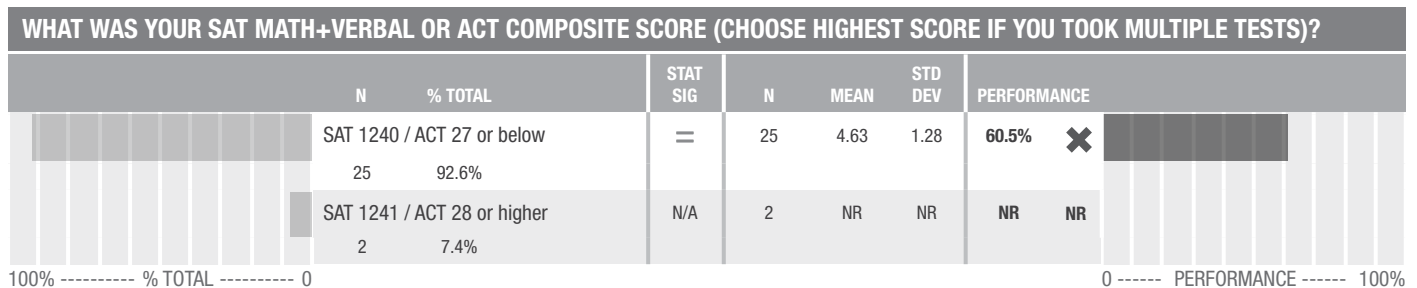 WHAT WAS YOUR SAT MATH+VERBAL OR ACT COMPOSITE SCORE (CHOOSE HIGHEST SCORE IF YOU TOOK MULTIPLE TESTS)?
N % TOTAL STAT SIG N MEAN STD DEV PERFORMANCE
SAT 1240 / ACT 27 or below = 25 4.63 1.28 60.5% ✖
25 92.6%
SAT 1241 / ACT 28 or higher N/A 2 NR NR NR NR
2 7.4%
100% ---------- % TOTAL ---------- 0 0 ------ PERFORMANCE ------ 100%